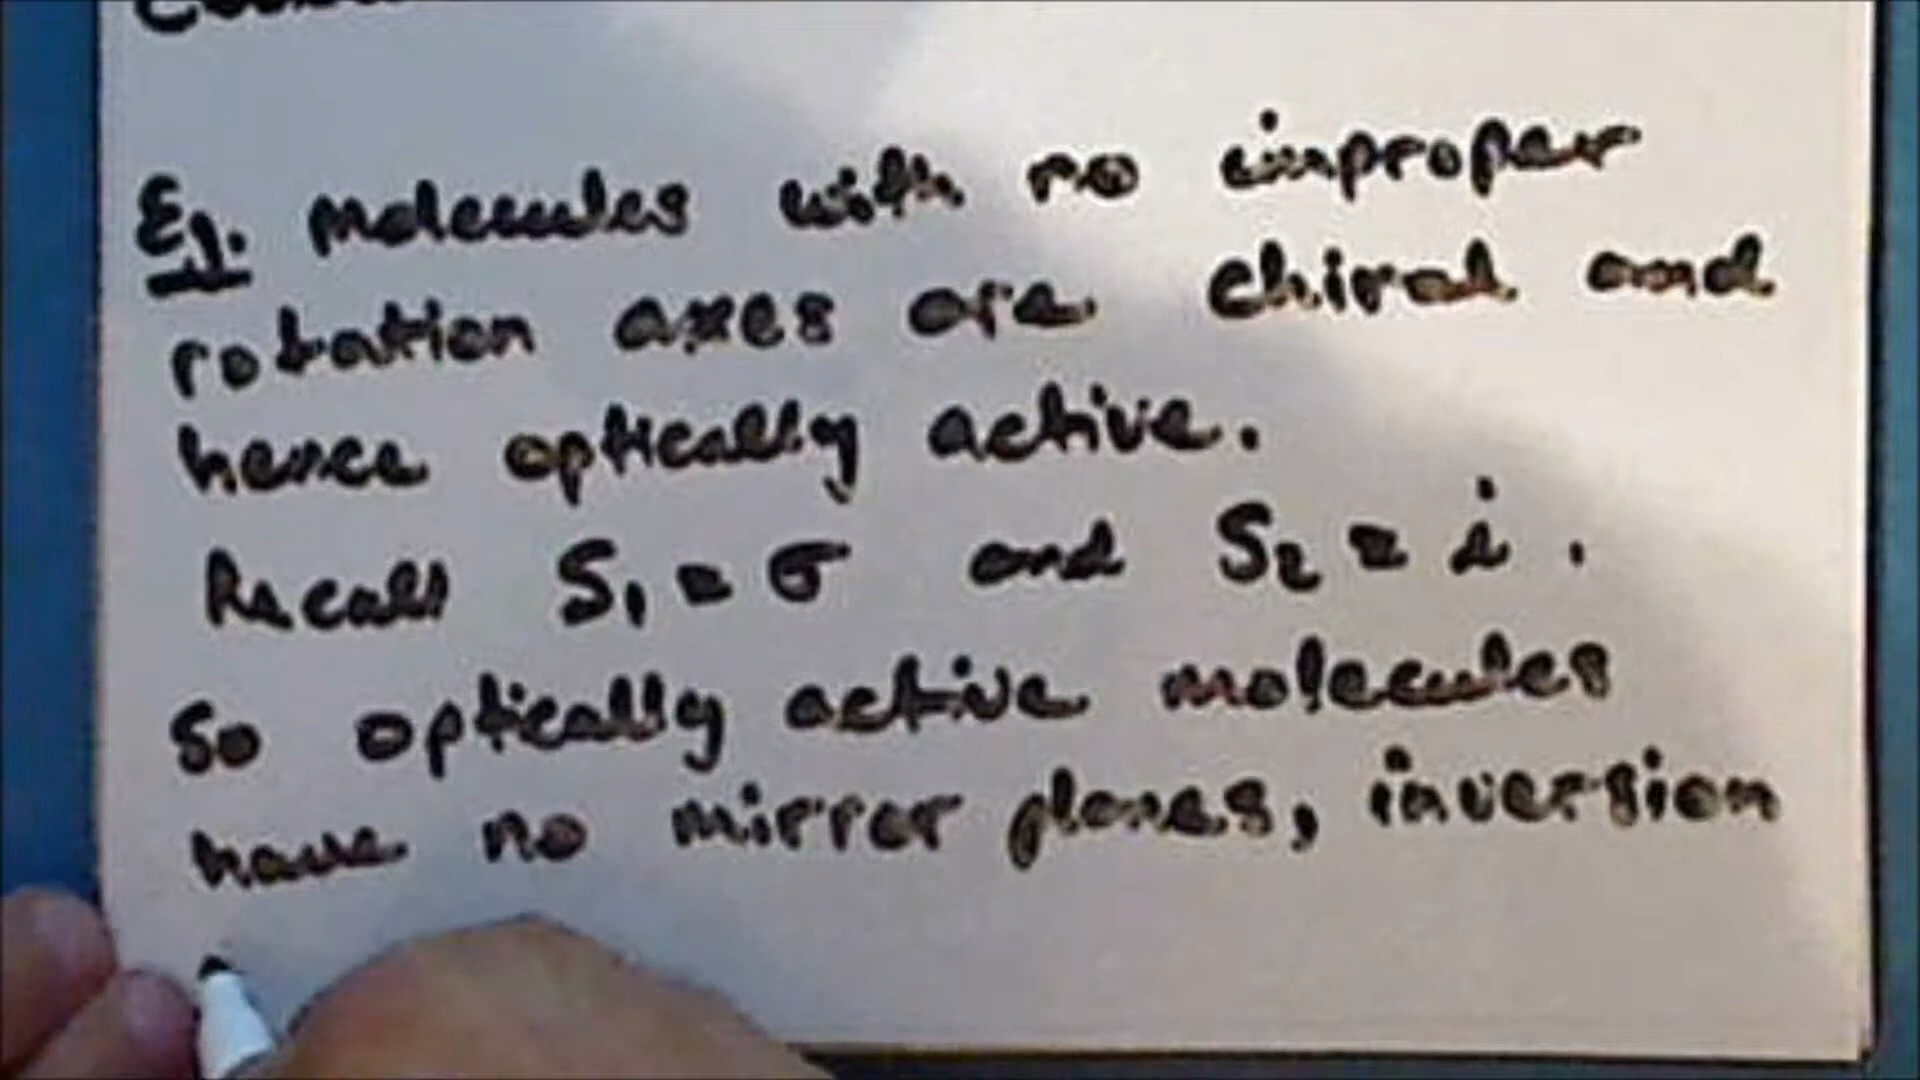 Eg. Molecules with no improper
rotation axes are chiral and
hence optically active.
Recall S₁ = σ and S₂ = i.
So optically active molecules
have no mirror planes, inversion